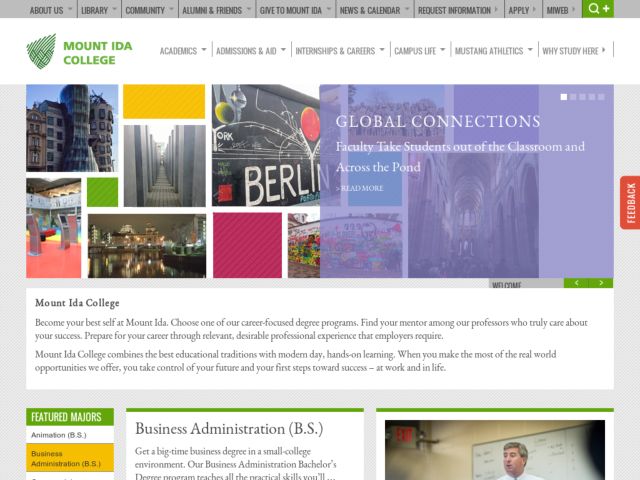 ABOUT US LIBRARY COMMUNITY ALUMNI & FRIENDS GIVE TO MOUNT IDA NEWS & CALENDAR REQUEST INFORMATION APPLY MIWEB
MOUNT IDA
COLLEGE
ACADEMICS ADMISSIONS & AID INTERNSHIPS & CAREERS CAMPUS LIFE MUSTANG ATHLETICS WHY STUDY HERE
YORK
BERLIN
GLOBAL CONNECTIONS
Faculty Take Students out of the Classroom and
Across the Pond
> READ MORE
FEEDBACK
WELCOME
Mount Ida College
Become your best self at Mount Ida. Choose one of our career-focused degree programs. Find your mentor among our professors who truly care about
your success. Prepare for your career through relevant, desirable professional experience that employers require.
Mount Ida College combines the best educational traditions with modern day, hands-on learning. When you make the most of the real world
opportunities we offer, you take control of your future and your first steps toward success – at work and in life.
FEATURED MAJORS
Animation (B.S.)
Business
Administration (B.S.)
Business Administration (B.S.)
Get a big-time business degree in a small-college
environment. Our Business Administration Bachelor's
Degree program teaches all the practical skills you'll ...
EXIT